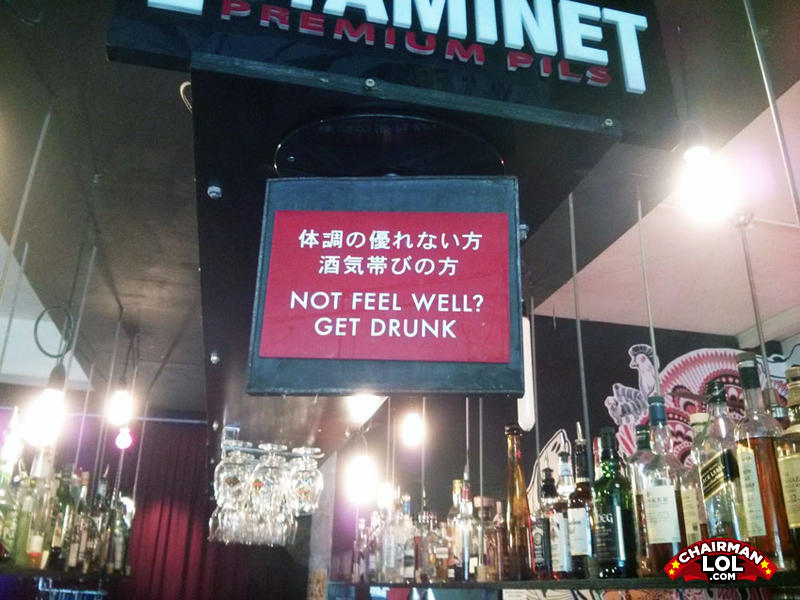 TAMINET
PREMIUM PILS
体調の優れない方
酒気帯びの方
NOT FEEL WELL?
GET DRUNK
CHAIRMAN
LOL
.COM